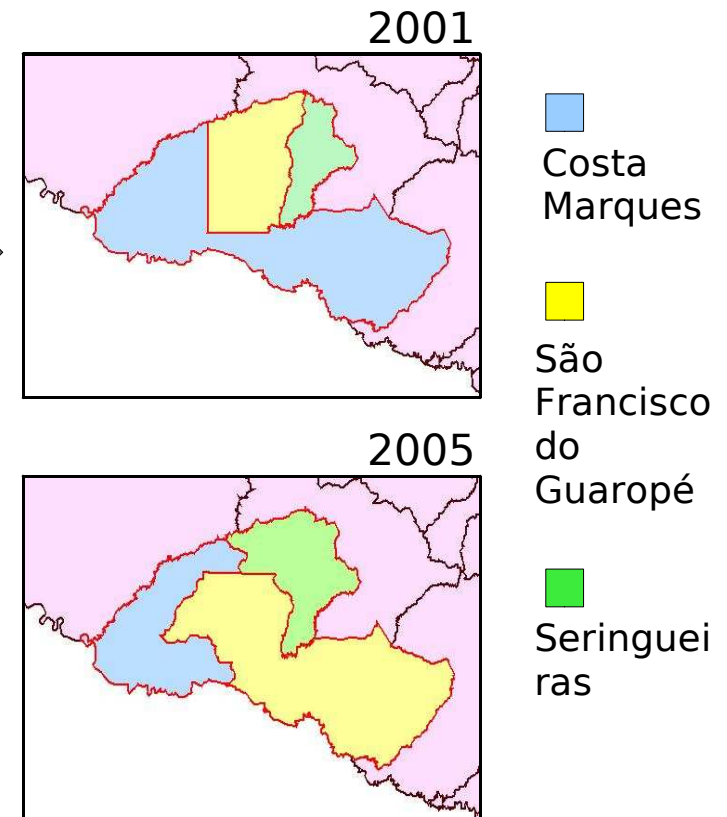 2001
Costa
Marques
São
Francisco
do
Guaropé
2005
Seringuei
ras